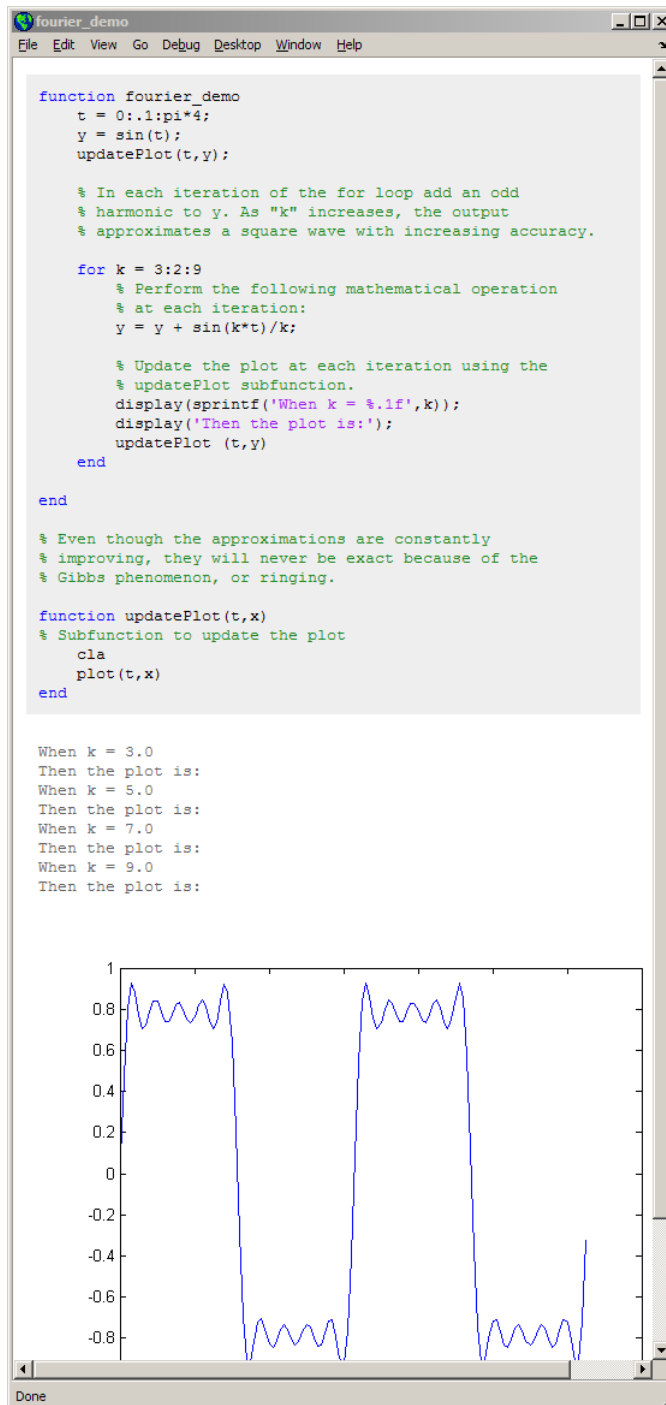 fourier_demo
File Edit View Go Debug Desktop Window Help
function fourier_demo
    t = 0:.1:pi*4;
    y = sin(t);
    updatePlot(t,y);
    % In each iteration of the for loop add an odd
    % harmonic to y. As "k" increases, the output
    % approximates a square wave with increasing accuracy.
    for k = 3:2:9
        % Perform the following mathematical operation
        % at each iteration:
        y = y + sin(k*t)/k;
        % Update the plot at each iteration using the
        % updatePlot subfunction.
        display(sprintf('When k = %.1f',k));
        display('Then the plot is:');
        updatePlot (t,y)
    end
end
% Even though the approximations are constantly
% improving, they will never be exact because of the
% Gibbs phenomenon, or ringing.
function updatePlot(t,x)
% Subfunction to update the plot
    cla
    plot(t,x)
end
When k = 3.0
Then the plot is:
When k = 5.0
Then the plot is:
When k = 7.0
Then the plot is:
When k = 9.0
Then the plot is:
1
0.8
0.6
0.4
0.2
0
-0.2
-0.4
-0.6
-0.8
Done